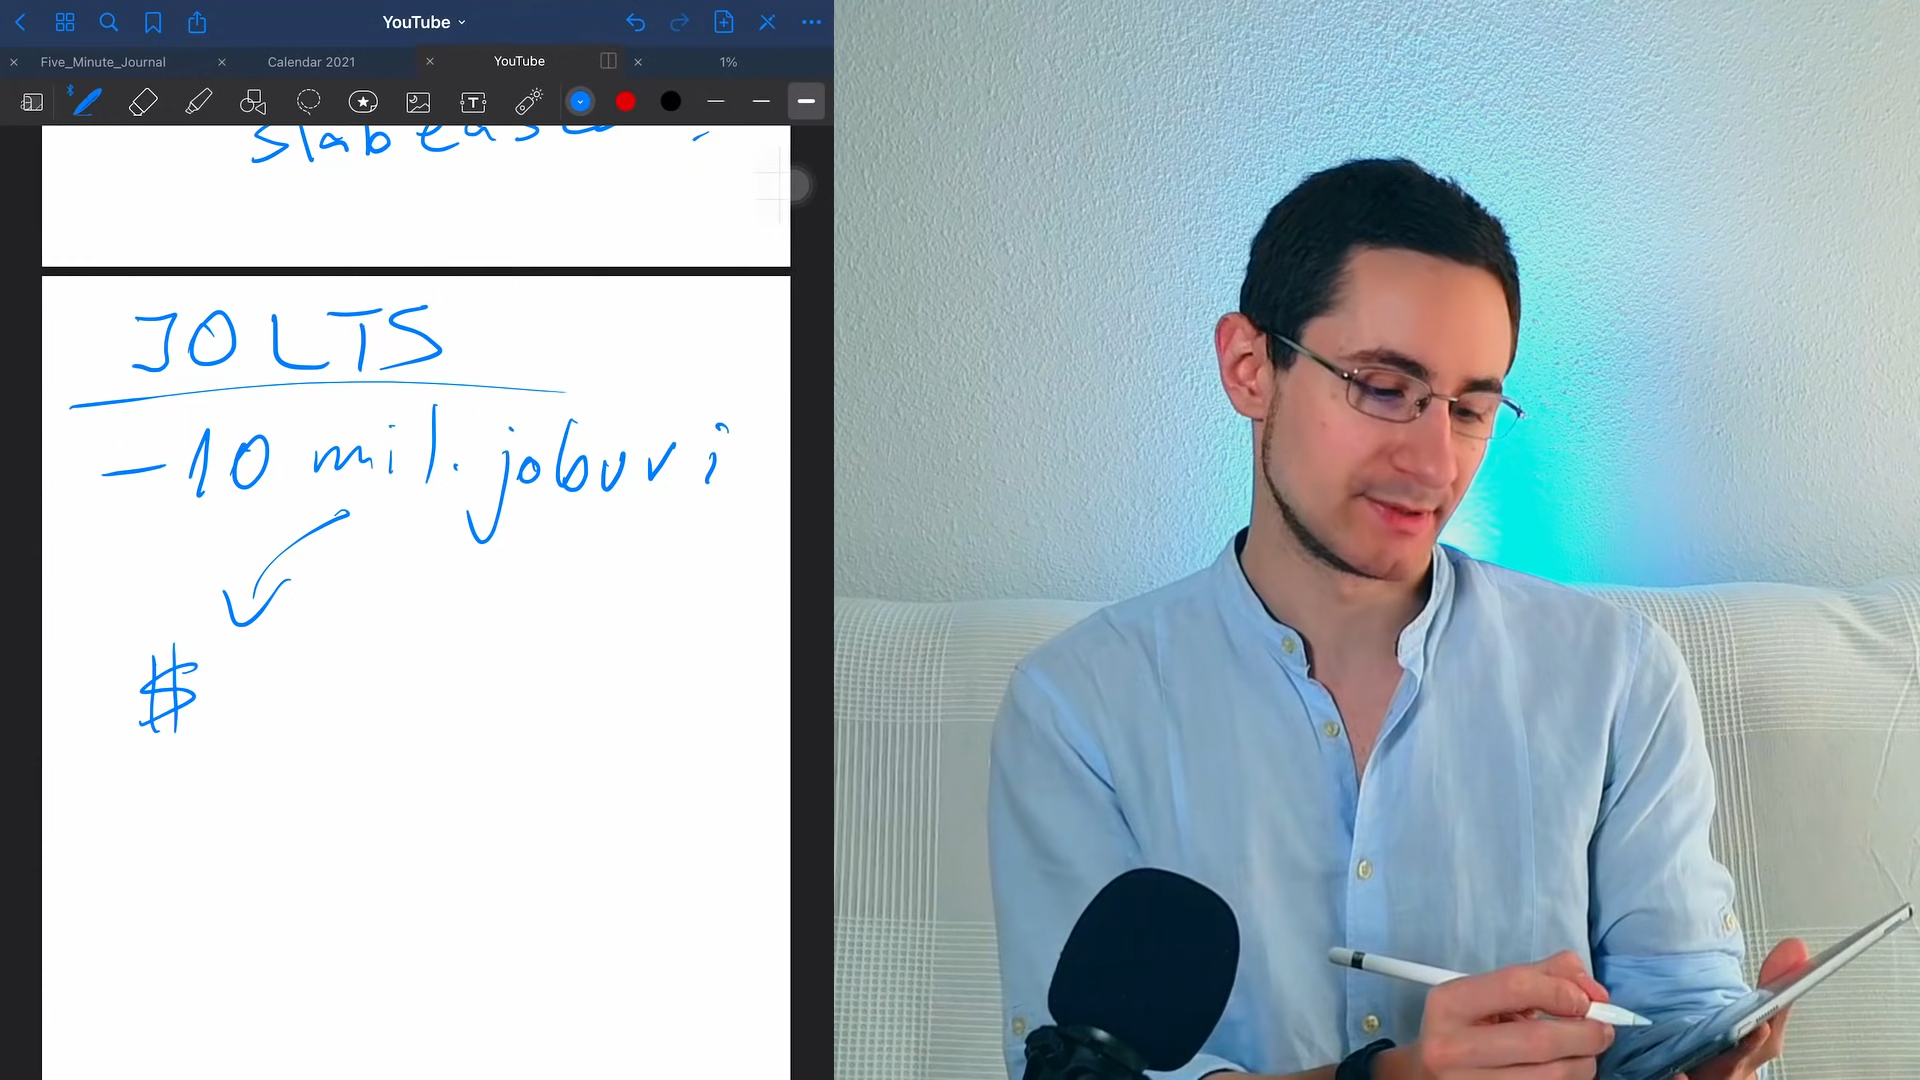 YouTube
Five_Minute_Journal
Calendar 2021
YouTube
1%
T
JOLTS
- 10 mil. joburi
$